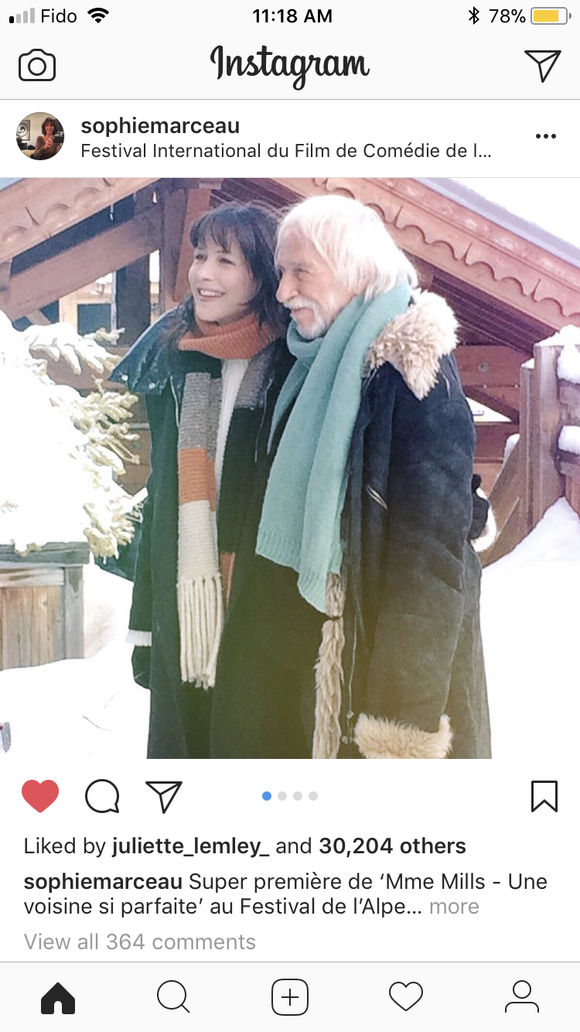 Fido 11:18 AM 78%
Instagram
sophiemarceau
Festival International du Film de Comédie de l...
Liked by juliette_lemley_ and 30,204 others
sophiemarceau Super première de ‘Mme Mills - Une
voisine si parfaite’ au Festival de l’Alpe... more
View all 364 comments